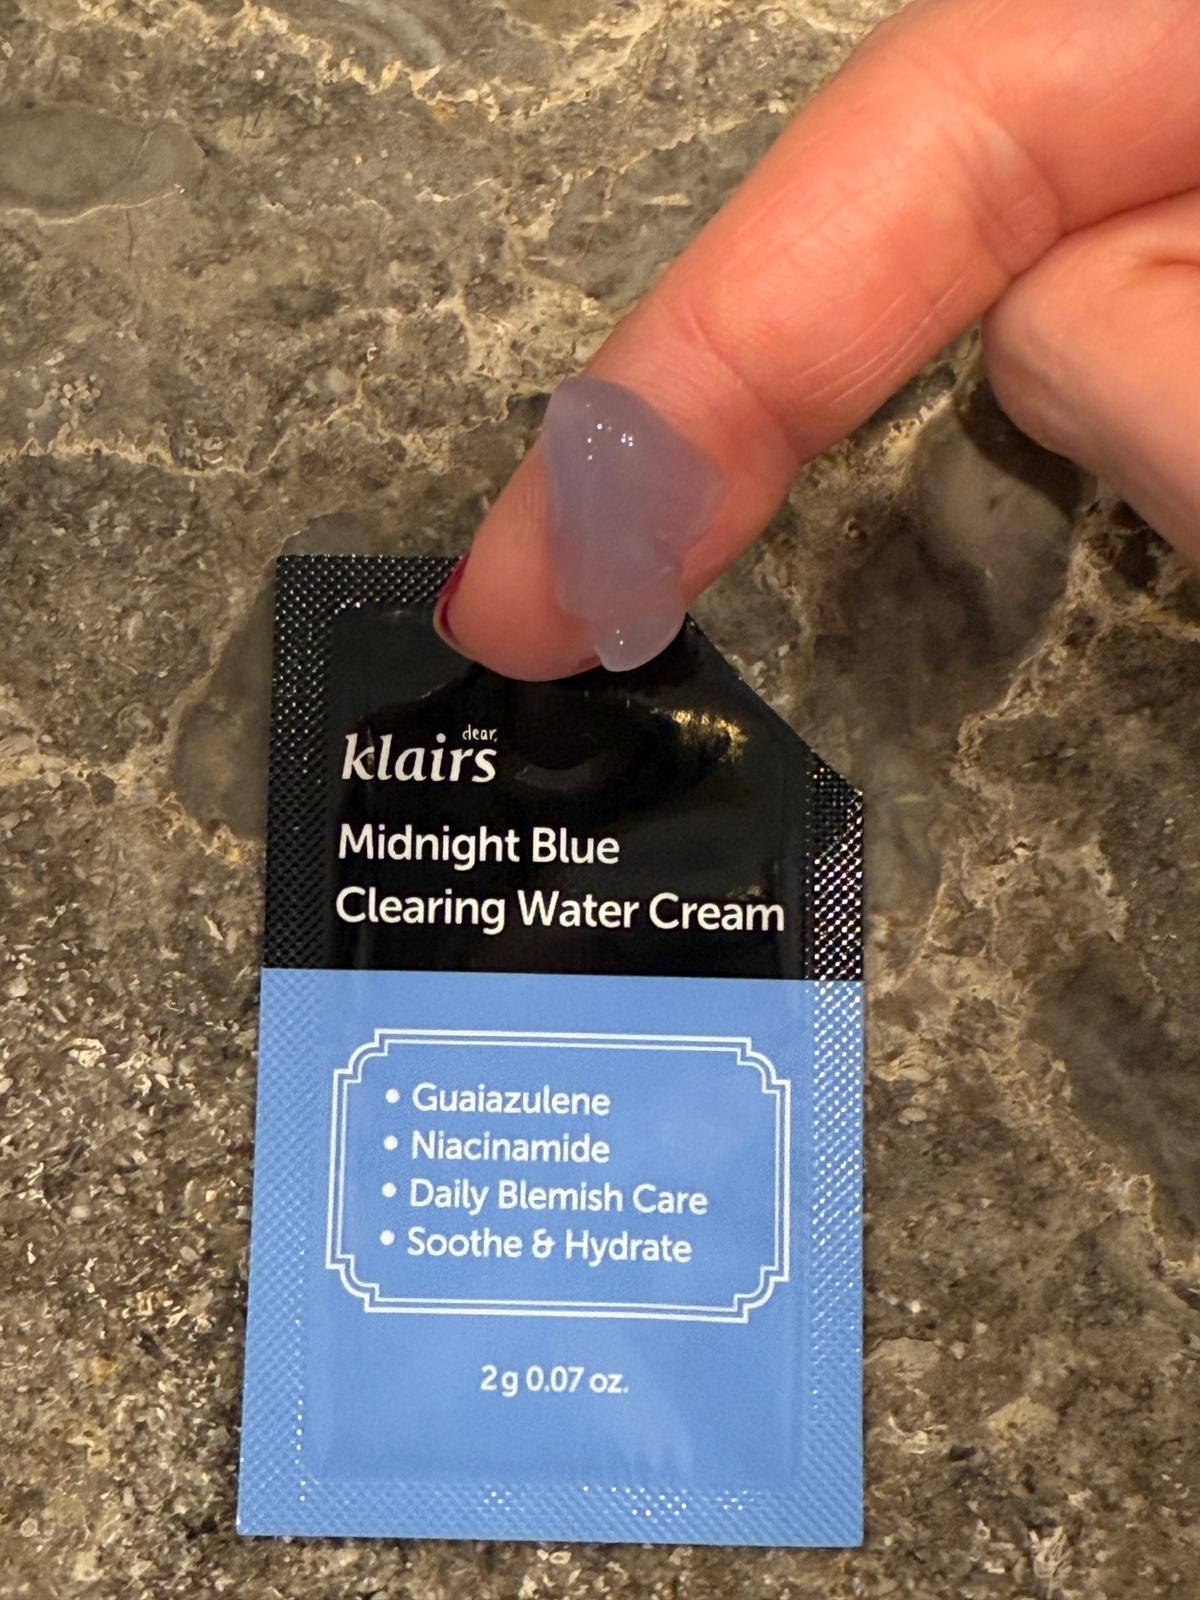 dear,
klairs
Midnight Blue
Clearing Water Cream
• Guaiazulene
• Niacinamide
• Daily Blemish Care
• Soothe & Hydrate
2g 0.07 oz.